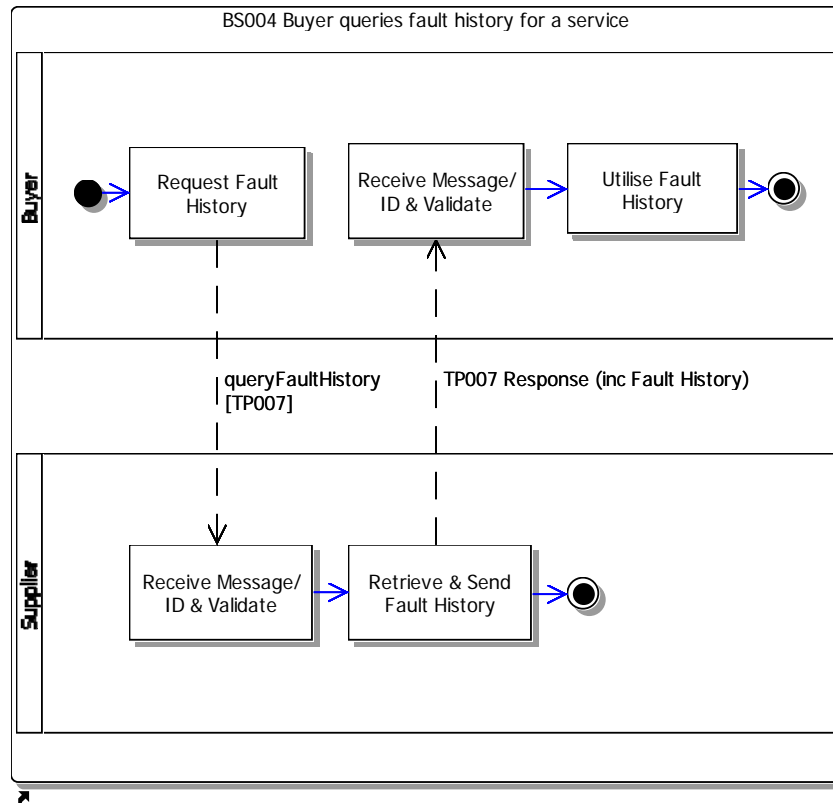 BS004 Buyer queries fault history for a service
Buyer
Request Fault
History
Receive Message/
ID & Validate
Utilise Fault
History
queryFaultHistory
[TP007]
TP007 Response (inc Fault History)
Supplier
Receive Message/
ID & Validate
Retrieve & Send
Fault History